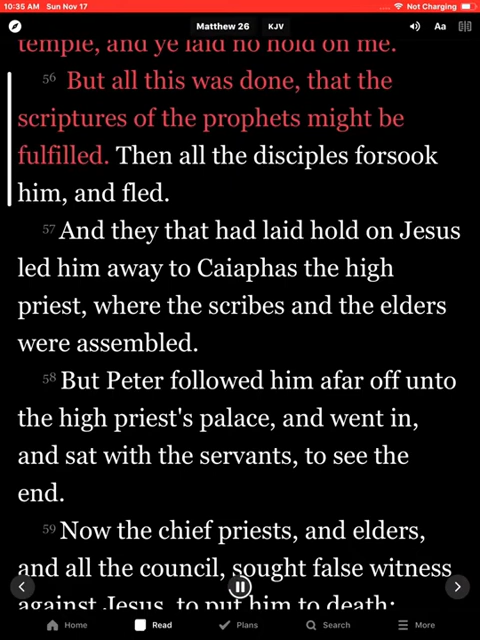 10:35 AM Sun Nov 17 Not Charging
Matthew 26 KJV Aa
temple, and ye laid no hold on me.
56 But all this was done, that the
scriptures of the prophets might be
fulfilled. Then all the disciples forsook
him, and fled.
57 And they that had laid hold on Jesus
led him away to Caiaphas the high
priest, where the scribes and the elders
were assembled.
58 But Peter followed him afar off unto
the high priest's palace, and went in,
and sat with the servants, to see the
end.
59 Now the chief priests, and elders,
and all the council, sought false witness
against Jesus, to put him to death;
Home Read Plans Search More